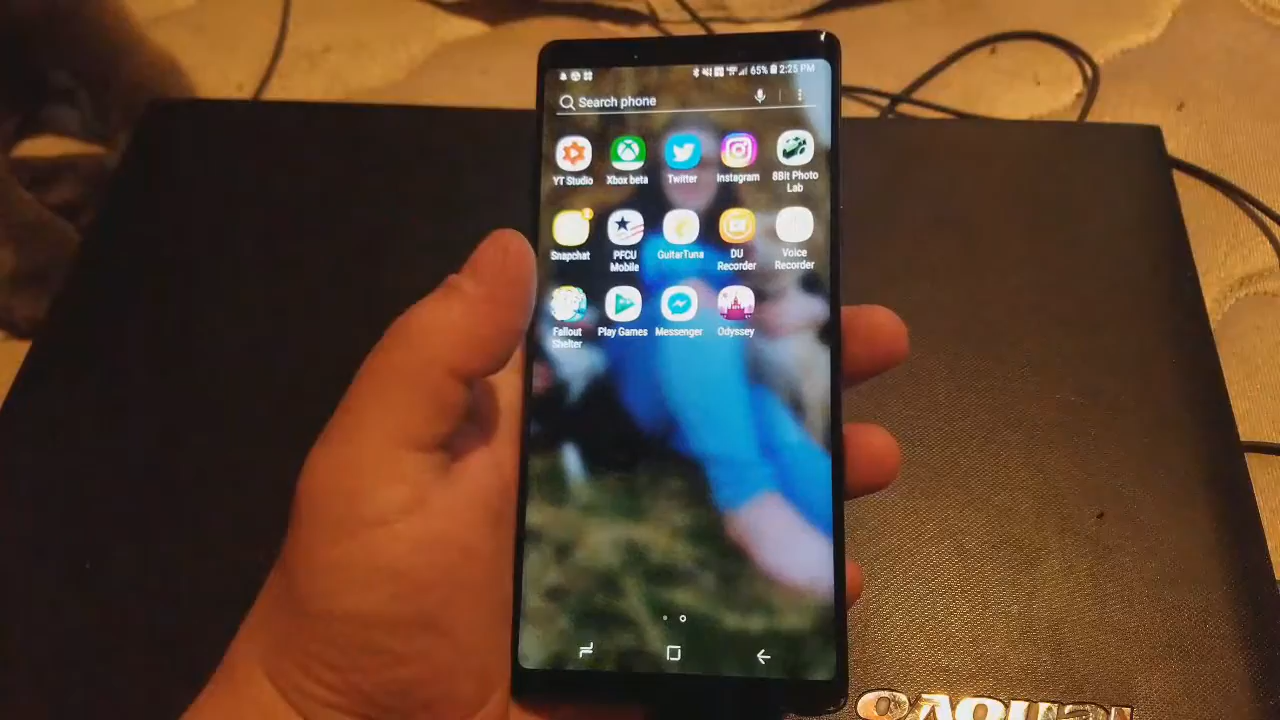 65% 2:25 PM
Search phone
YT Studio
Xbox beta
Twitter
Instagram
8Bit Photo
Lab
Snapchat
PFCU
Mobile
GuitarTuna
DU
Recorder
Voice
Recorder
Fallout
Shelter
Play Games
Messenger
Odyssey
lenovo